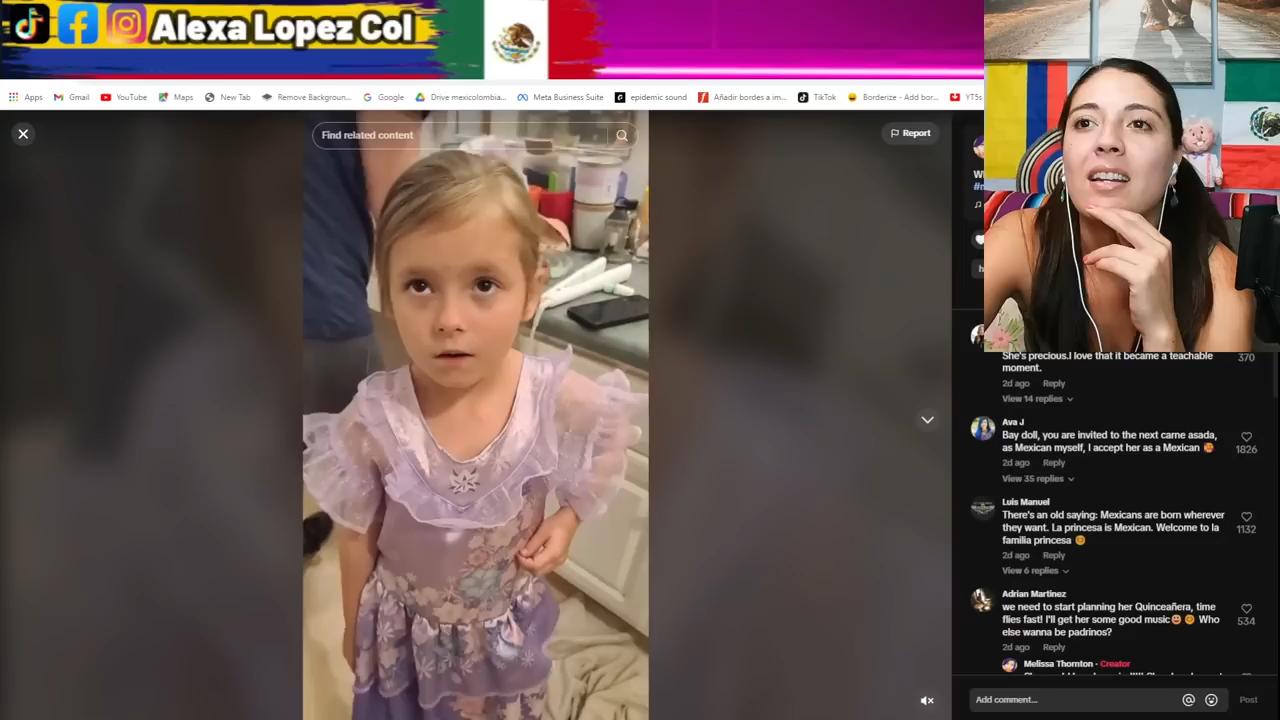 Alexa Lopez Col
Apps
Gmail
YouTube
Maps
New Tab
Remove Backgroun...
Google
Drive mexicolombia...
Meta Business Suite
epidemic sound
Añadir bordes a im...
TikTok
Borderize - Add bor...
YT5s
Find related content
Report
She's precious.I love that it became a teachable
moment.
370
2d ago Reply
View 14 replies
Ava J
Bay doll, you are invited to the next carne asada,
as Mexican myself, I accept her as a Mexican
1826
2d ago Reply
View 35 replies
Luis Manuel
There's an old saying: Mexicans are born wherever
they want. La princesa is Mexican. Welcome to la
familia princesa
1132
2d ago Reply
View 6 replies
Adrian Martínez
we need to start planning her Quinceañera, time
flies fast! I'll get her some good music Who
else wanna be padrinos?
534
2d ago Reply
Melissa Thornton · Creator
Add comment...
Post